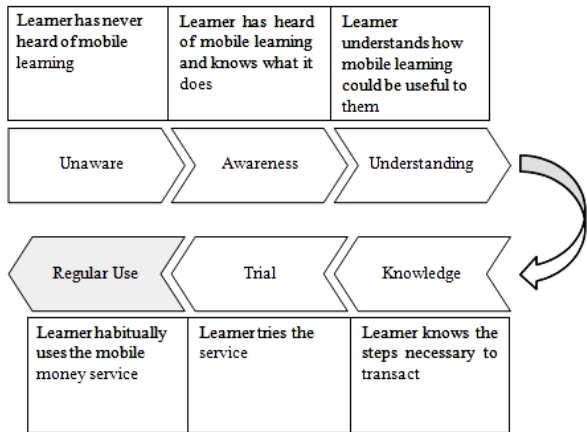 Learner has never
heard of mobile
learning
Learner has heard
of mobile learning
and knows what it
does
Learner
understands how
mobile learning
could be useful to
them
Unaware
Awareness
Understanding
Regular Use
Trial
Knowledge
Learner habitually
uses the mobile
money service
Learner tries the
service
Learner knows the
steps necessary to
transact